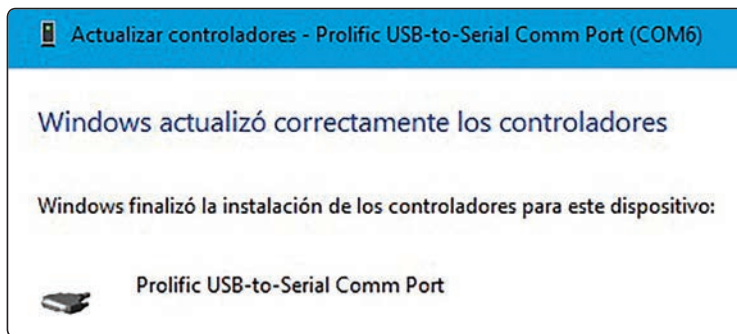 Actualizar controladores - Prolific USB-to-Serial Comm Port (COM6)
Windows actualizó correctamente los controladores
Windows finalizó la instalación de los controladores para este dispositivo:
Prolific USB-to-Serial Comm Port